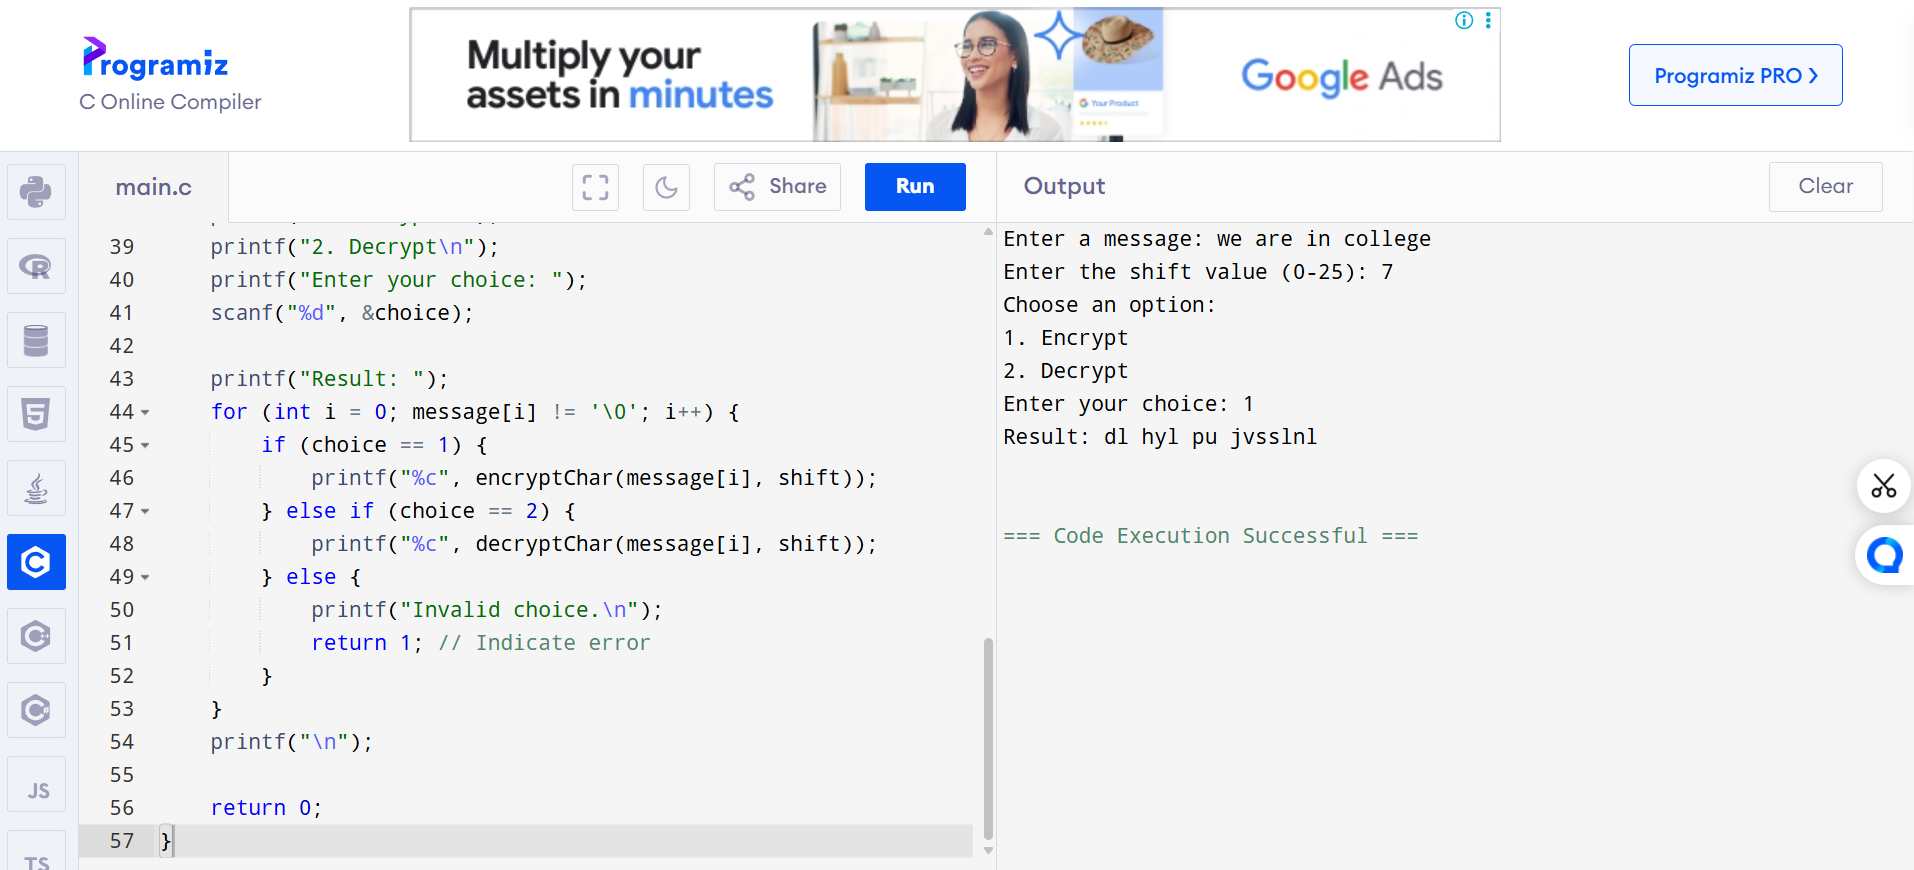 Programiz
C Online Compiler
Multiply your
assets in minutes
Your Product
Google Ads
Programiz PRO ❯
main.c
Share
Run
Output
Clear
39 printf("2. Decrypt\n");
40 printf("Enter your choice: ");
41 scanf("%d", &choice);
42
43 printf("Result: ");
44 for (int i = 0; message[i] != '\0'; i++) {
45 if (choice == 1) {
46 printf("%c", encryptChar(message[i], shift));
47 } else if (choice == 2) {
48 printf("%c", decryptChar(message[i], shift));
49 } else {
50 printf("Invalid choice.\n");
51 return 1; // Indicate error
52 }
53 }
54 printf("\n");
55
56 return 0;
57 }
Enter a message: we are in college
Enter the shift value (0-25): 7
Choose an option:
1. Encrypt
2. Decrypt
Enter your choice: 1
Result: dl hyl pu jvsslnl
=== Code Execution Successful ===
R
5
C
C++
C#
JS
TS